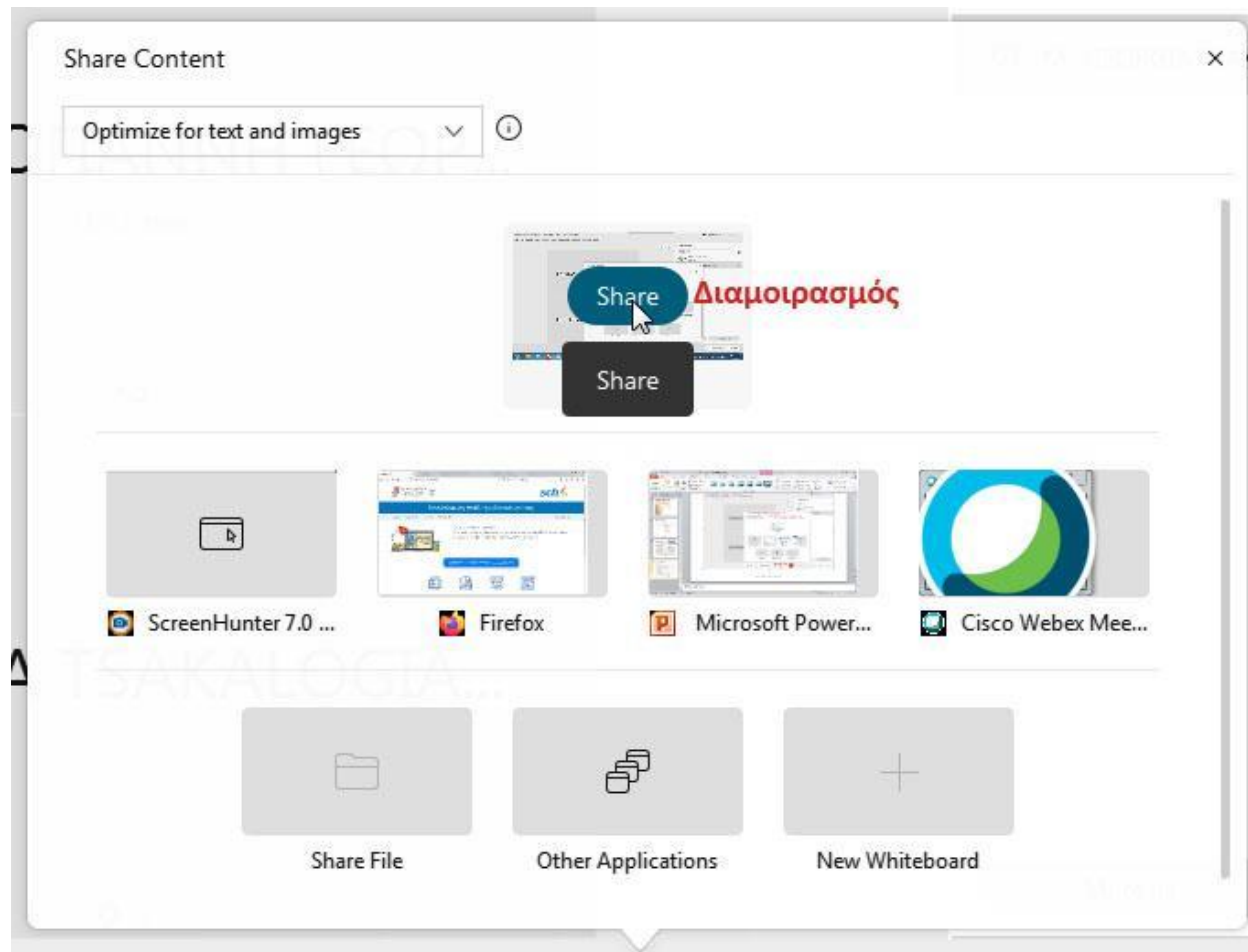 Share Content
Optimize for text and images
Share
Διαμοιρασμός
Share
ScreenHunter 7.0 ...
Firefox
Microsoft Power...
Cisco Webex Mee...
TSAKALOGIA...
Share File
Other Applications
New Whiteboard